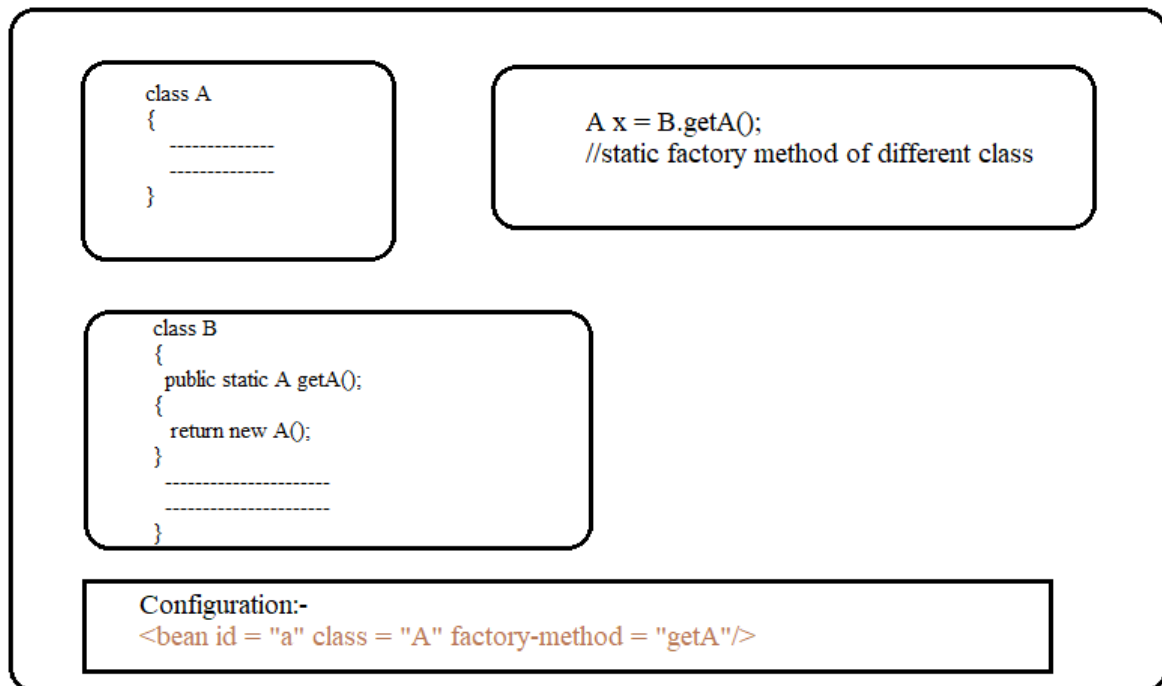 class A
{
--------------
--------------
}
A x = B.getA();
//static factory method of different class
class B
{
public static A getA();
{
return new A();
}
----------------------
----------------------
}
Configuration:-
<bean id = "a" class = "A" factory-method = "getA"/>